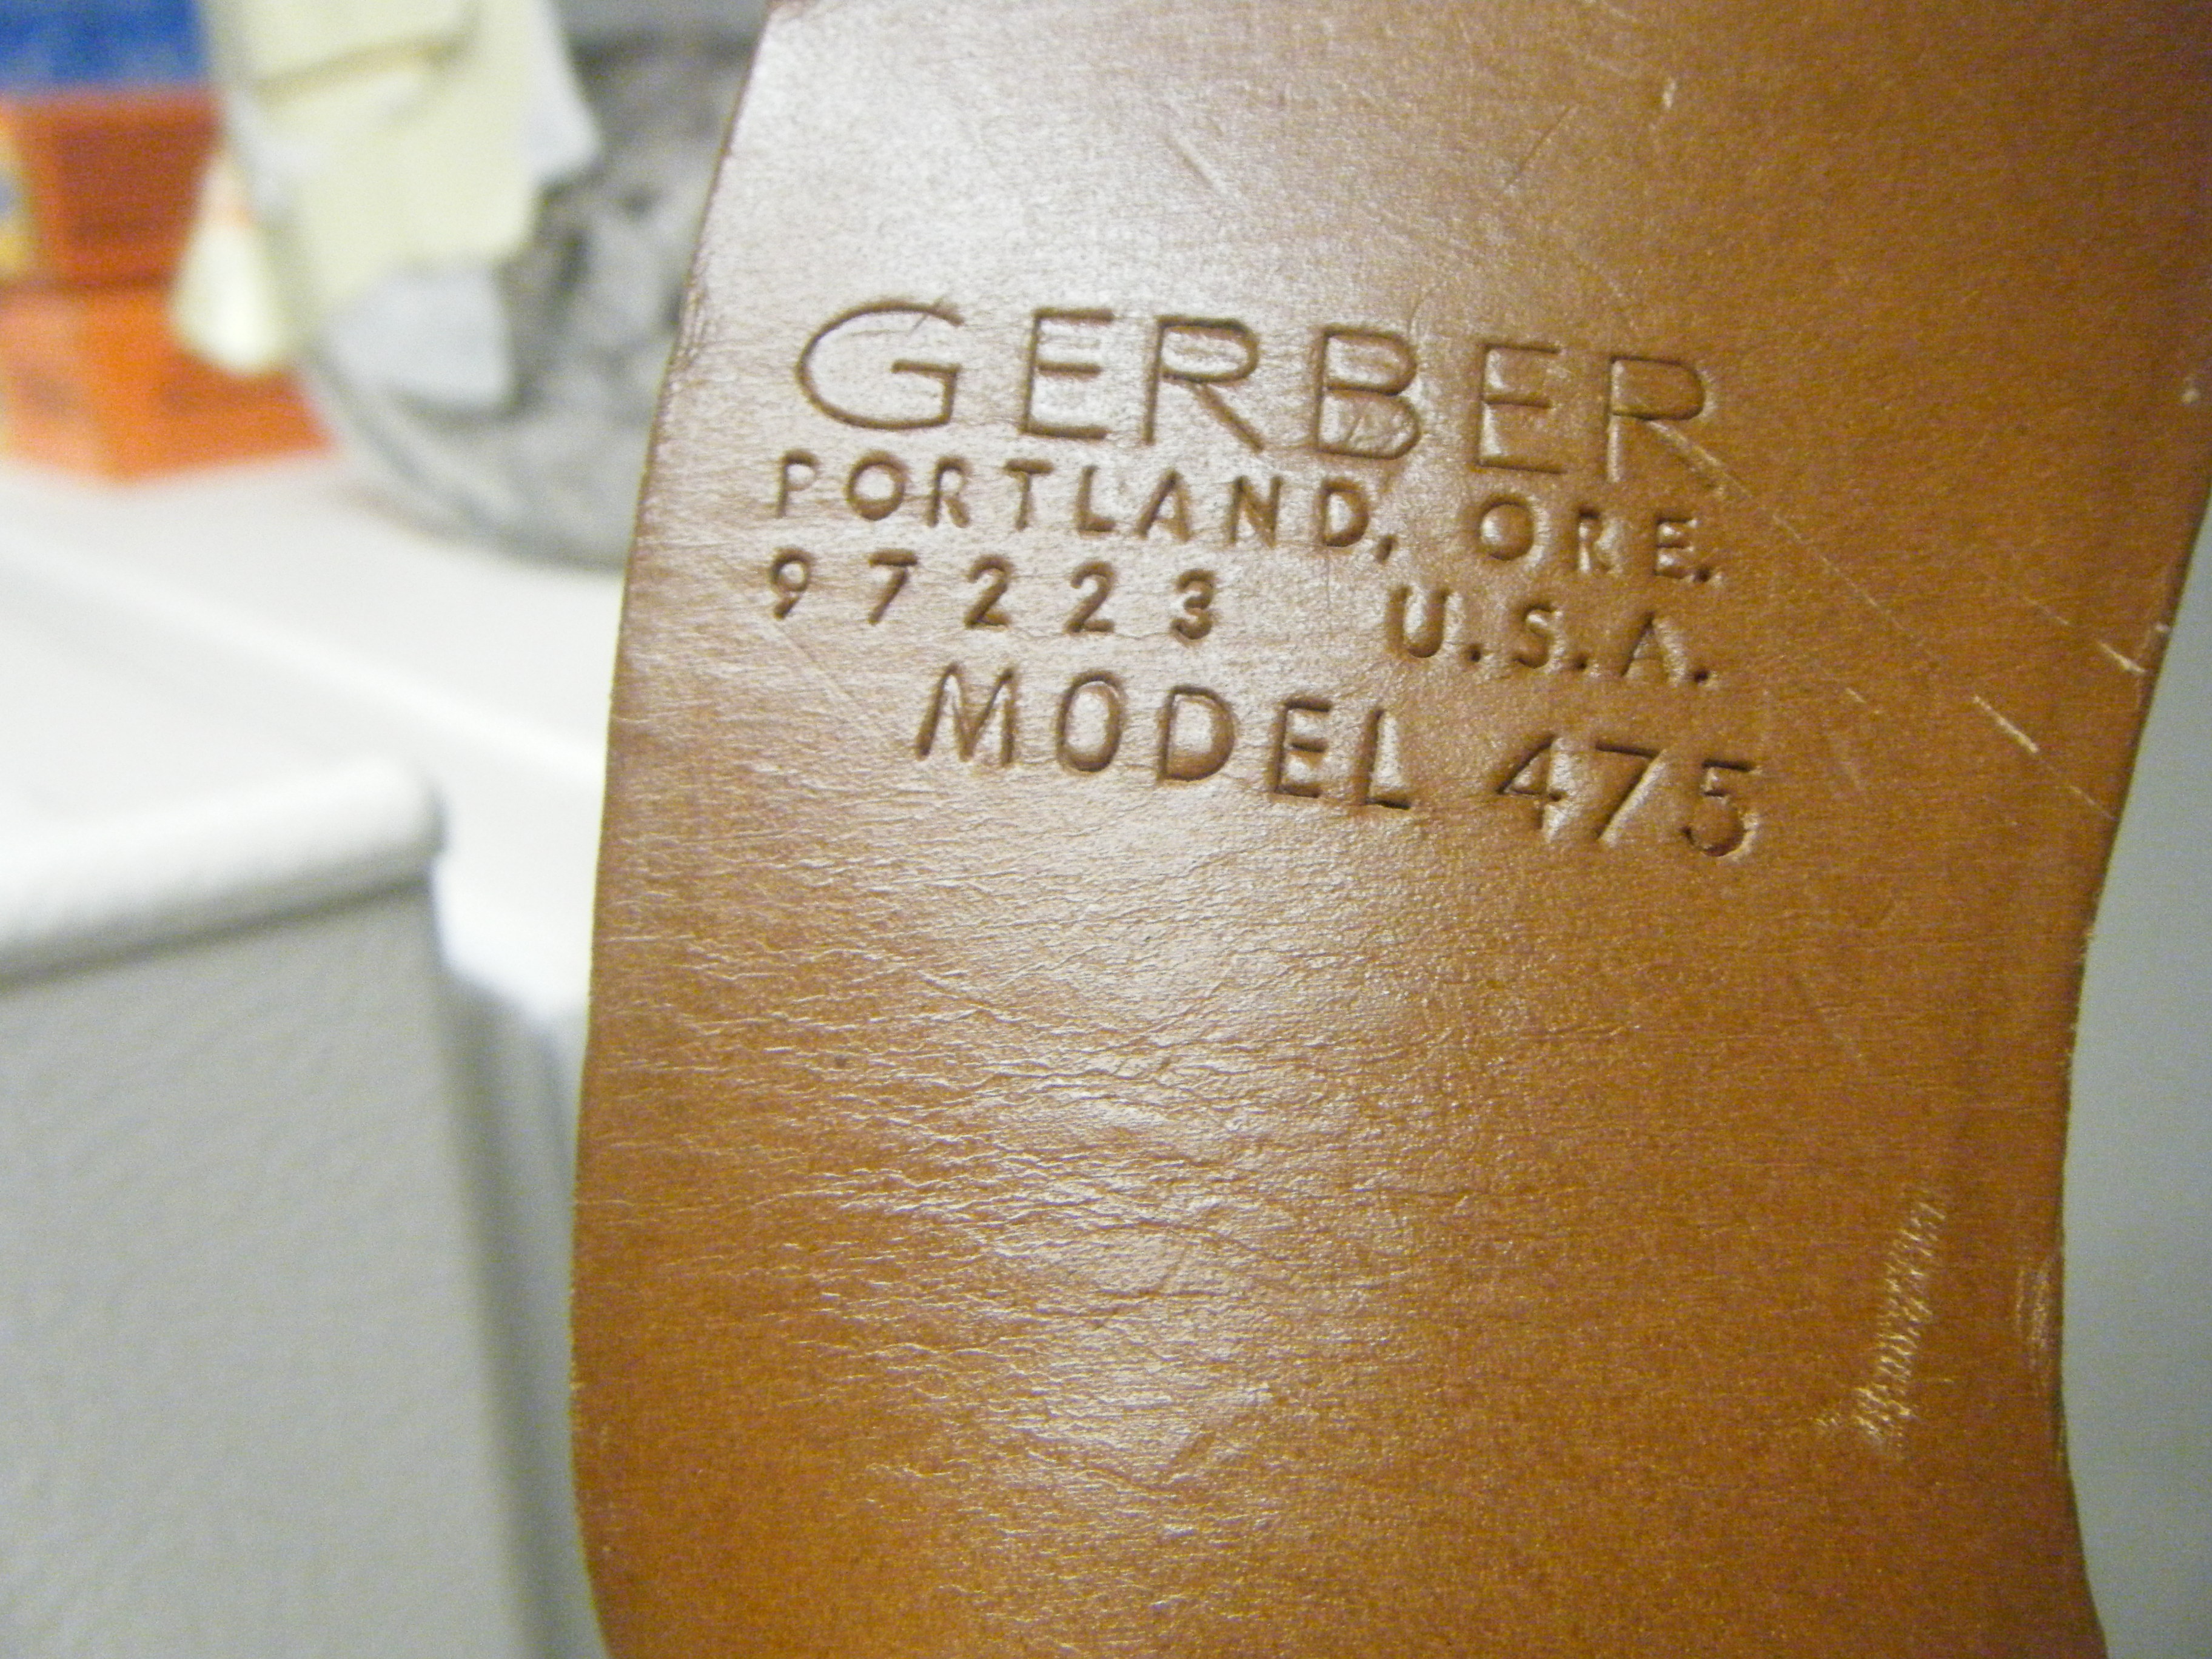 GERBER
PORTLAND, ORE.
97223 U.S.A.
MODEL 475